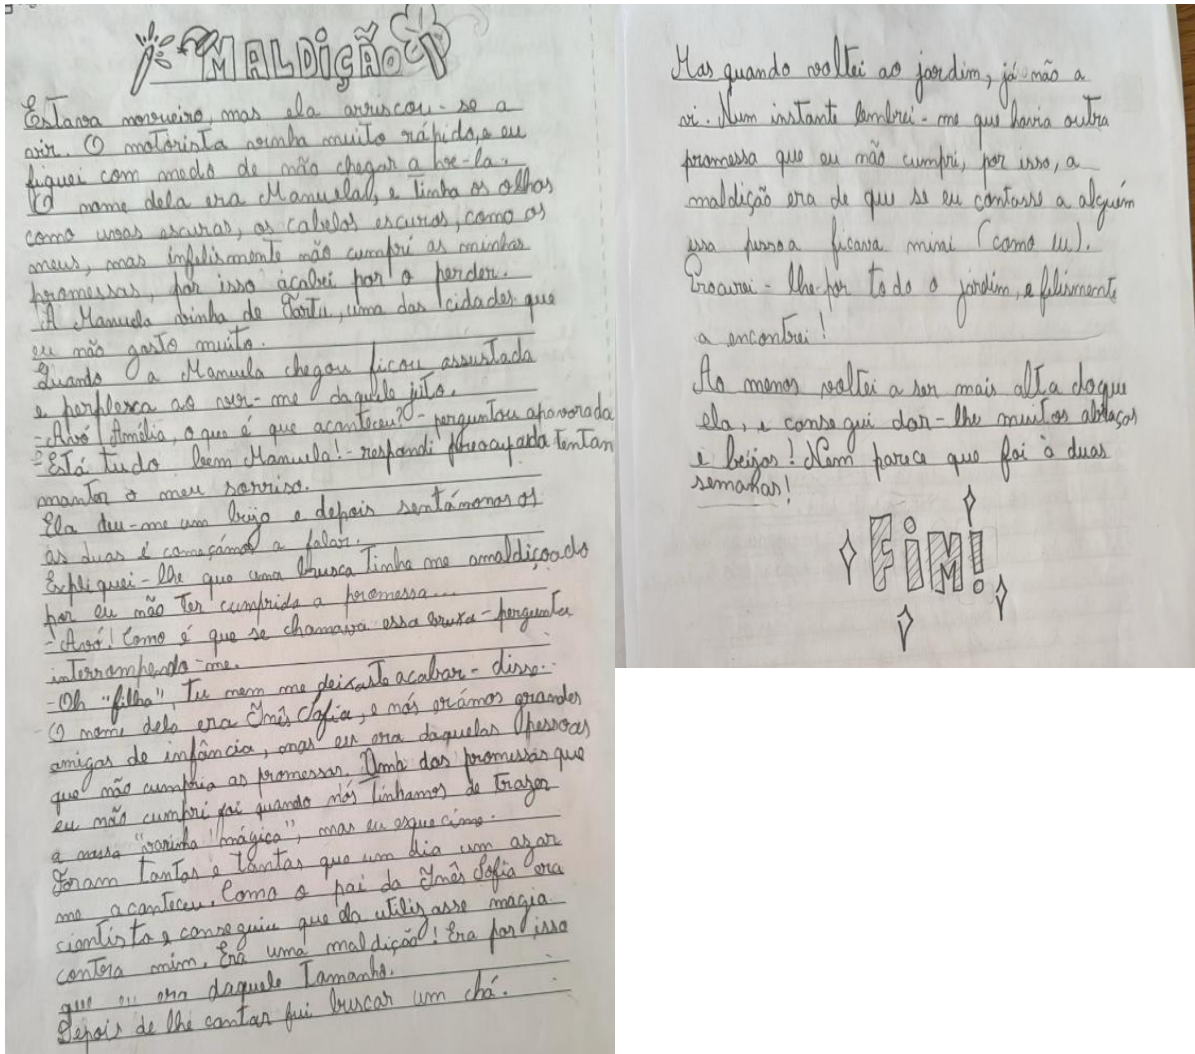 MALDIÇÃO
Estava nevoeiro, mas ela arriscou-se a
vir. O motorista vinha muito rápido, e eu
fiquei com medo de não chegar a ve-la.
O nome dela era Manuela, e tinha os olhos
como uvas escuras, os cabelos escuros, como os
meus, mas infelismente não cumpri as minhas
promessas, por isso acabei por o perder.
A Manuela vinha de Tartu, uma das cidades que
eu não gosto muito.
Quando a Manuela chegou ficou assustada
e perplexa ao ver-me daquele jito.
- Avó Amélia, o que é que aconteceu? - perguntou apavorada
- Está tudo bem Manuela! - respondi preocupada tentan
manter o meu sorriso.
Ela deu-me um beijo e depois sentámonos os
as duas e começámos a falar.
Expliquei-lhe que uma bruxa tinha me amaldiçoado
por eu não ter cumprido a promessa...
- Avó! Como é que se chamava essa bruxa - pergunta
interrompendo-me.
- Oh "filha", tu nem me deixaste acabar - disse.
O nome dela era Inês Sofia, e nós erámos grandes
amigas de infância, mas eu era daquelas pessoas
que não cumpria as promessas. Uma das promessas que
eu não cumpri foi quando nós tinhamos de trazer
a nossa "varinha mágica", mas eu esquecime.
Foram tantas e tantas que um dia um azar
me aconteceu. Como o pai da Inês Sofia era
cientista e conseguiu que ela utilizasse magia
contra mim. Era uma maldição! Era por isso
que eu era daquele tamanho.
Depois de lhe contar fui buscar um chá.
Mas quando voltei ao jardim, já não a
vi. Num instante lembrei-me que havia outra
promessa que eu não cumpri, por isso, a
maldição era de que se eu contasse a alguém
essa pessoa ficava mini (como eu).
Procurei-lhe por todo o jardim, e felismente
a encontrei!
Ao menos voltei a ser mais alta doque
ela, e consegui dar-lhe muitos abraços
e beijos! Nem parece que foi à duas
semanas!
FIM!